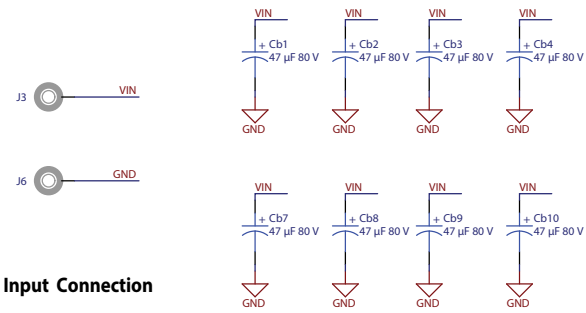 VIN VIN VIN VIN
+ Cb1 + Cb2 + Cb3 + Cb4
47 µF 80 V 47 µF 80 V 47 µF 80 V 47 µF 80 V
J3 VIN
GND GND GND GND
J6 GND
VIN VIN VIN VIN
+ Cb7 + Cb8 + Cb9 + Cb10
47 µF 80 V 47 µF 80 V 47 µF 80 V 47 µF 80 V
Input Connection
GND GND GND GND